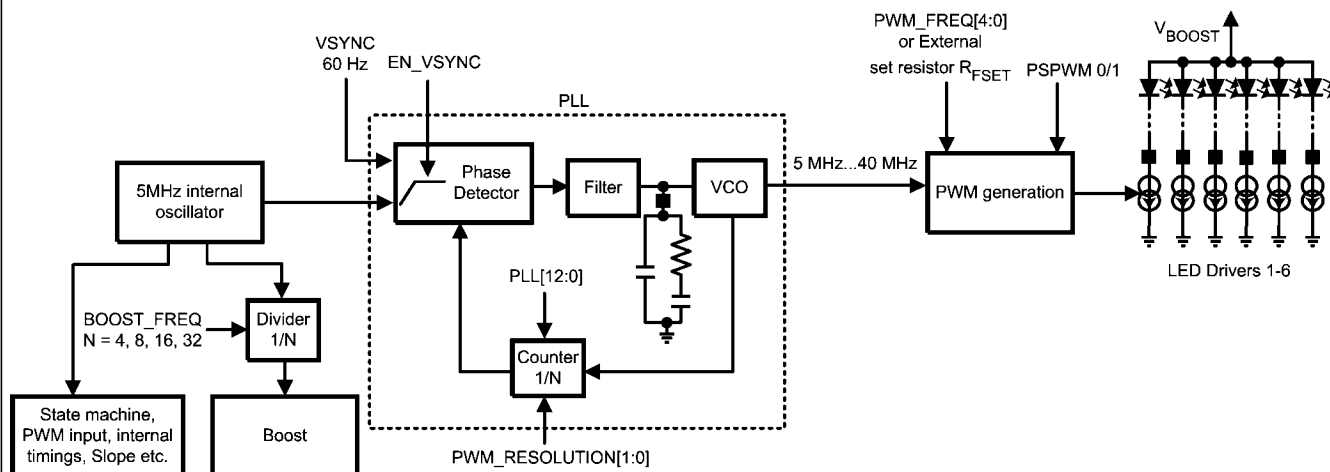 VSYNC
60 Hz
EN_VSYNC
PLL
PWM_FREQ[4:0]
or External
set resistor RFSET
PSPWM 0/1
VBOOST
5MHz internal
oscillator
Phase
Detector
Filter
VCO
5 MHz...40 MHz
PWM generation
LED Drivers 1-6
BOOST_FREQ
N = 4, 8, 16, 32
Divider
1/N
PLL[12:0]
Counter
1/N
State machine,
PWM input, internal
timings, Slope etc.
Boost
PWM_RESOLUTION[1:0]